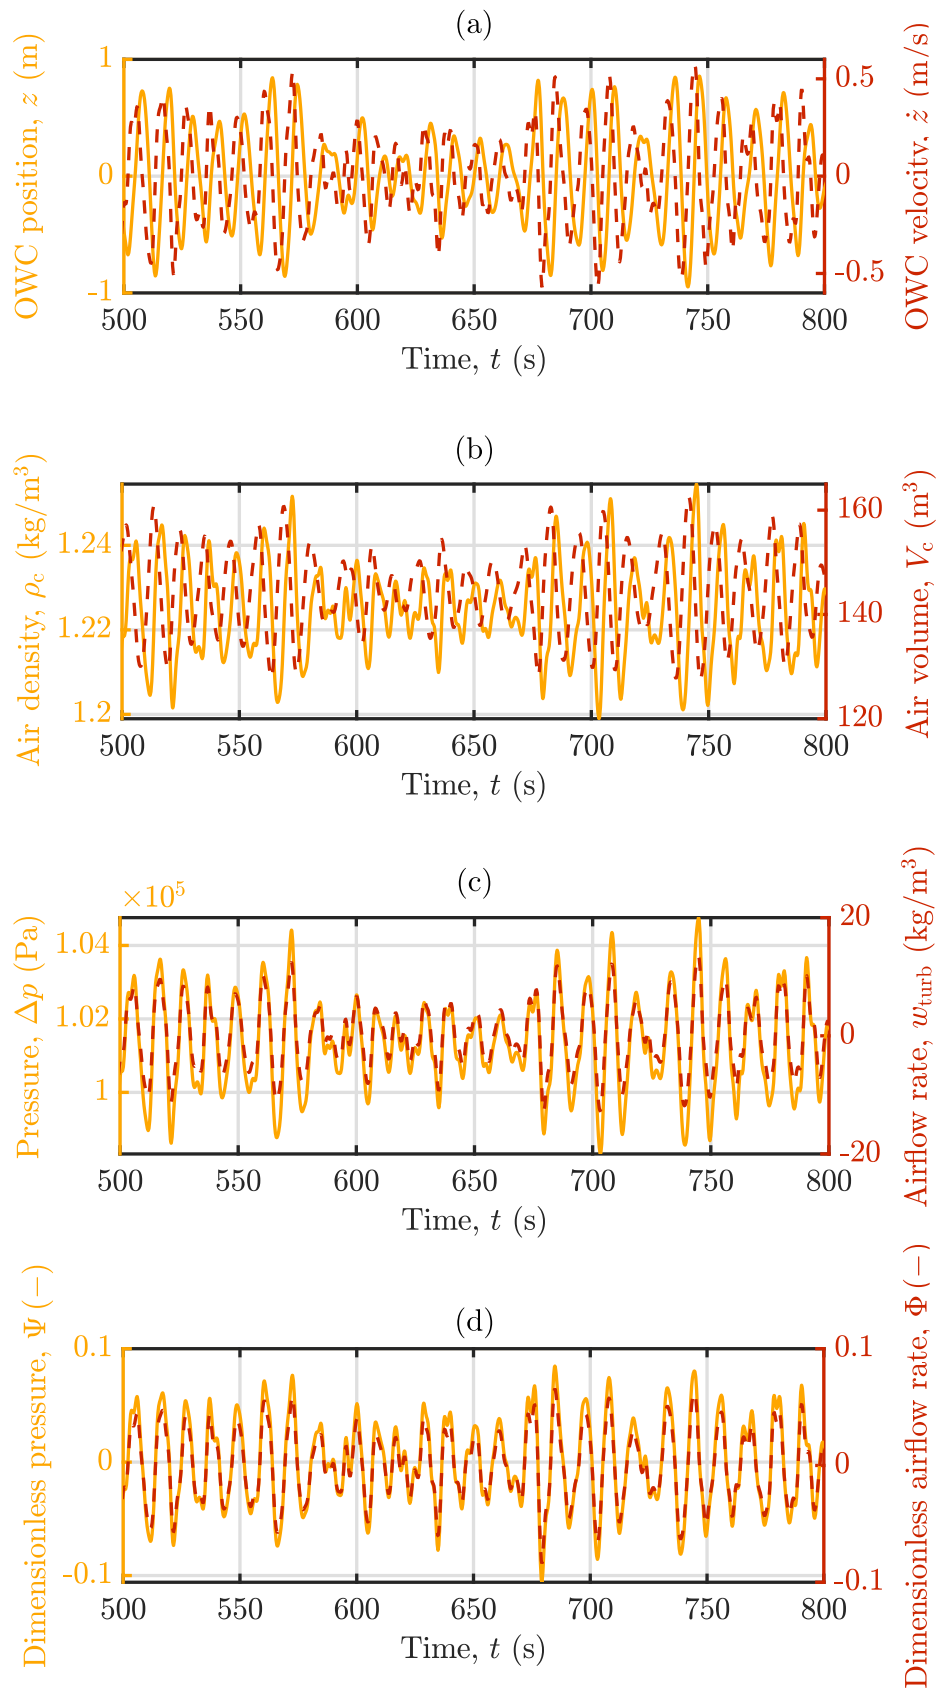 (a)
OWC position, z (m)
1
0
-1
0.5
0
-0.5
OWC velocity, ż (m/s)
500 550 600 650 700 750 800
Time, t (s)
(b)
Air density, ρc (kg/m³)
1.24
1.22
1.2
160
140
120
Air volume, Vc (m³)
500 550 600 650 700 750 800
Time, t (s)
(c)
×10⁵
Pressure, Δp (Pa)
1.04
1.02
1
20
0
-20
Airflow rate, wturb (kg/m³)
500 550 600 650 700 750 800
Time, t (s)
(d)
Dimensionless pressure, Ψ (−)
0.1
0
-0.1
0.1
0
-0.1
Dimensionless airflow rate, Φ (−)
500 550 600 650 700 750 800
Time, t (s)